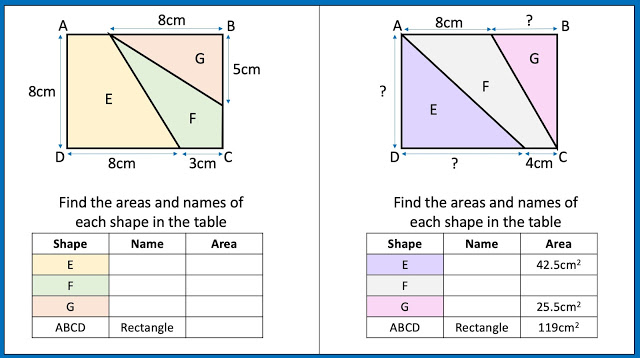 8cm
A B
G
5cm
8cm
E
F
D C
8cm 3cm
Find the areas and names of
each shape in the table
Shape Name Area
E
F
G
ABCD Rectangle
8cm ?
A B
G
F
?
E
D C
? 4cm
Find the areas and names of
each shape in the table
Shape Name Area
E 42.5cm²
F
G 25.5cm²
ABCD Rectangle 119cm²